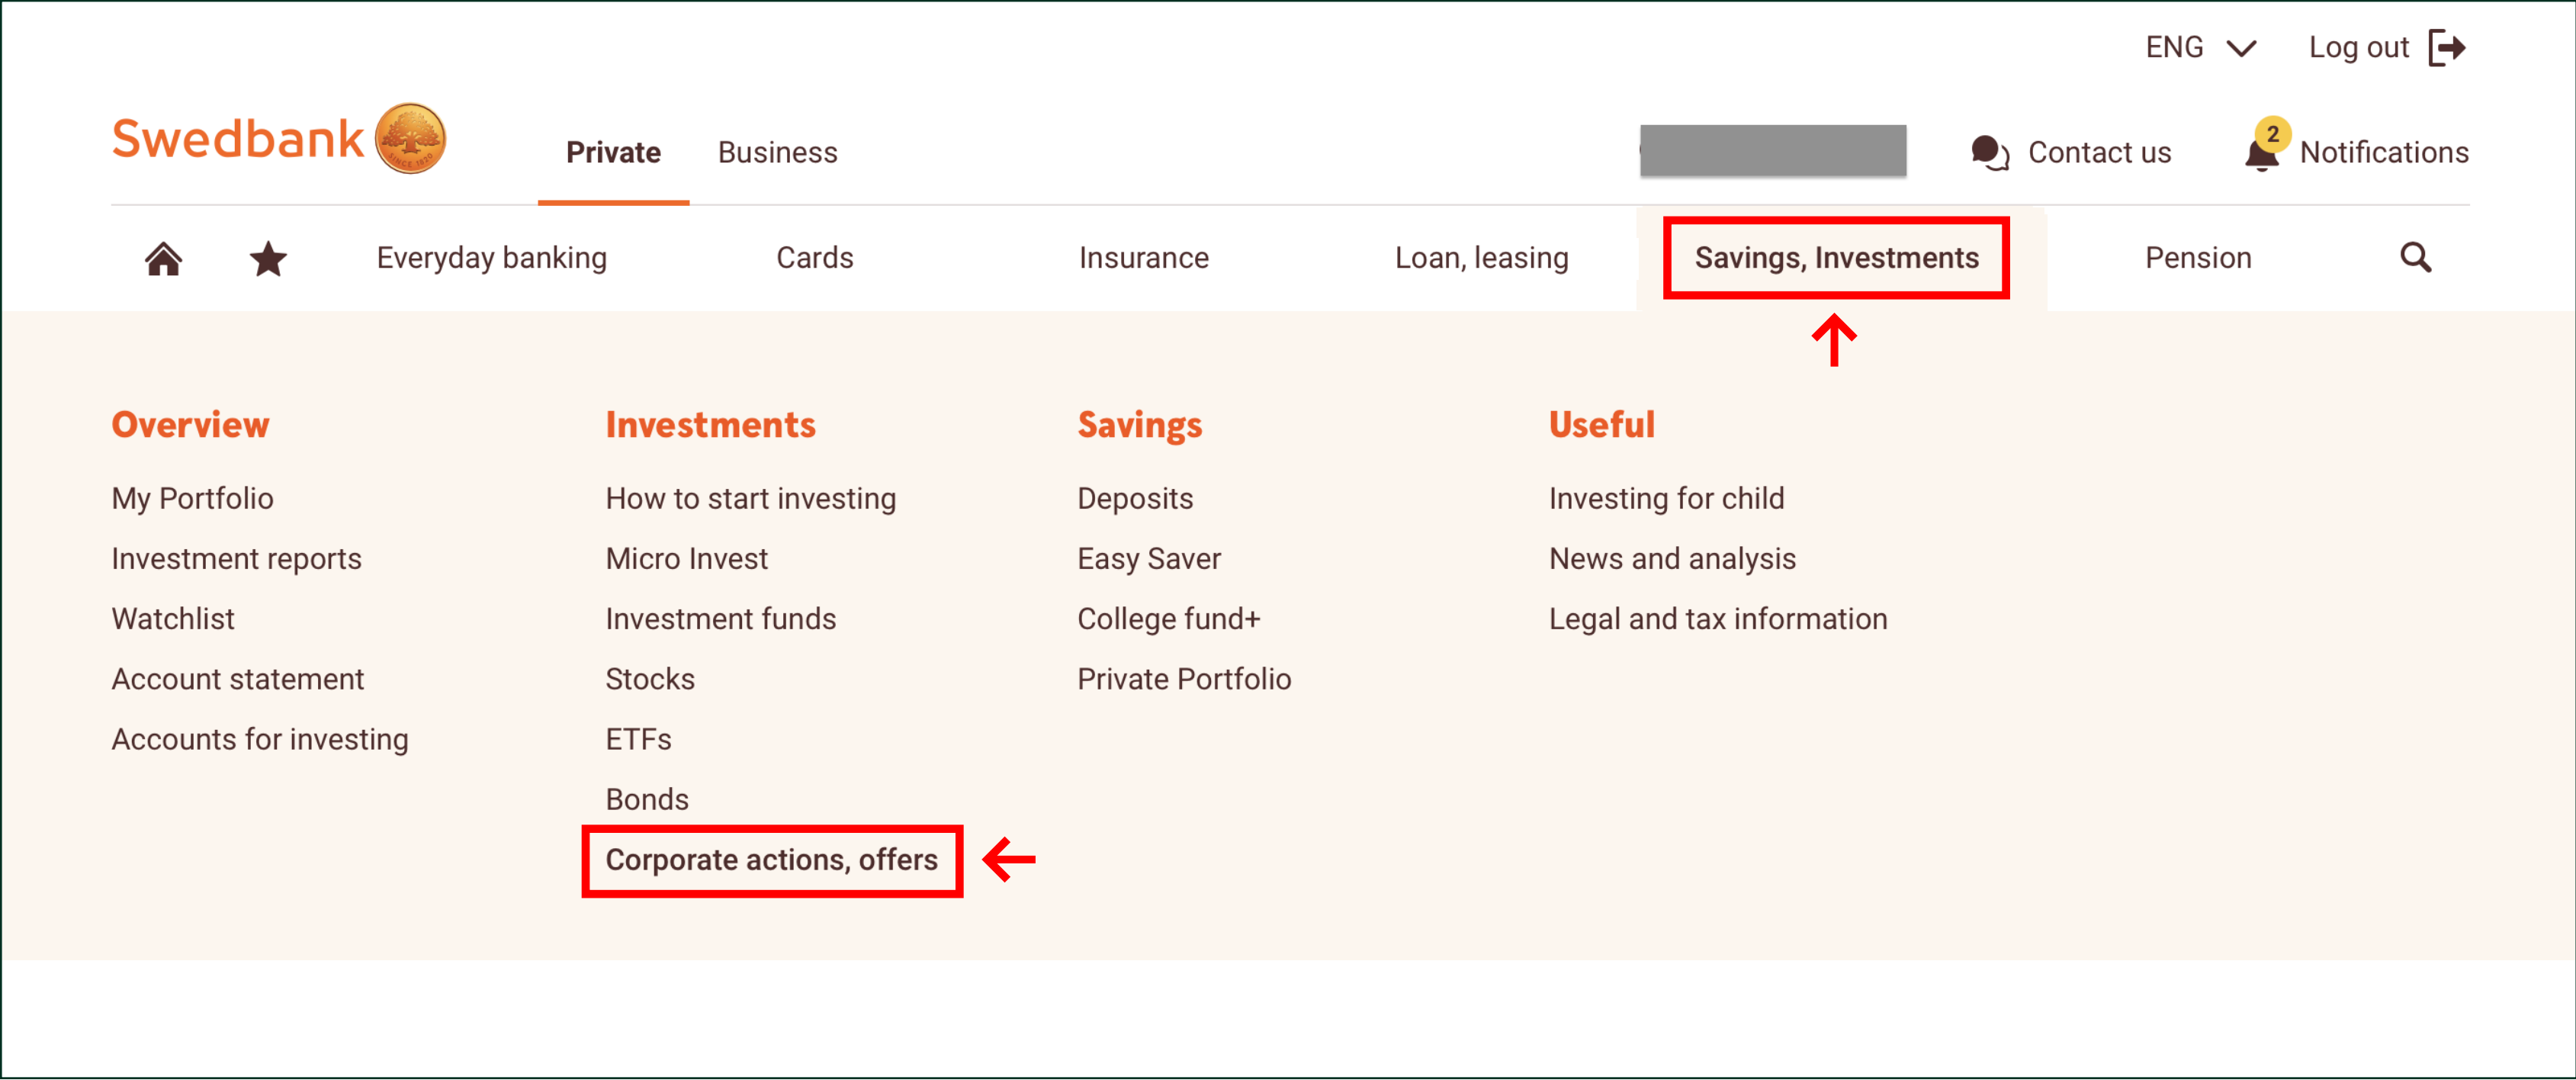 ENG Log out
Swedbank SINCE 1820 Private Business Contact us 2 Notifications
Everyday banking Cards Insurance Loan, leasing Savings, Investments Pension
Overview
My Portfolio
Investment reports
Watchlist
Account statement
Accounts for investing
Investments
How to start investing
Micro Invest
Investment funds
Stocks
ETFs
Bonds
Corporate actions, offers
Savings
Deposits
Easy Saver
College fund+
Private Portfolio
Useful
Investing for child
News and analysis
Legal and tax information